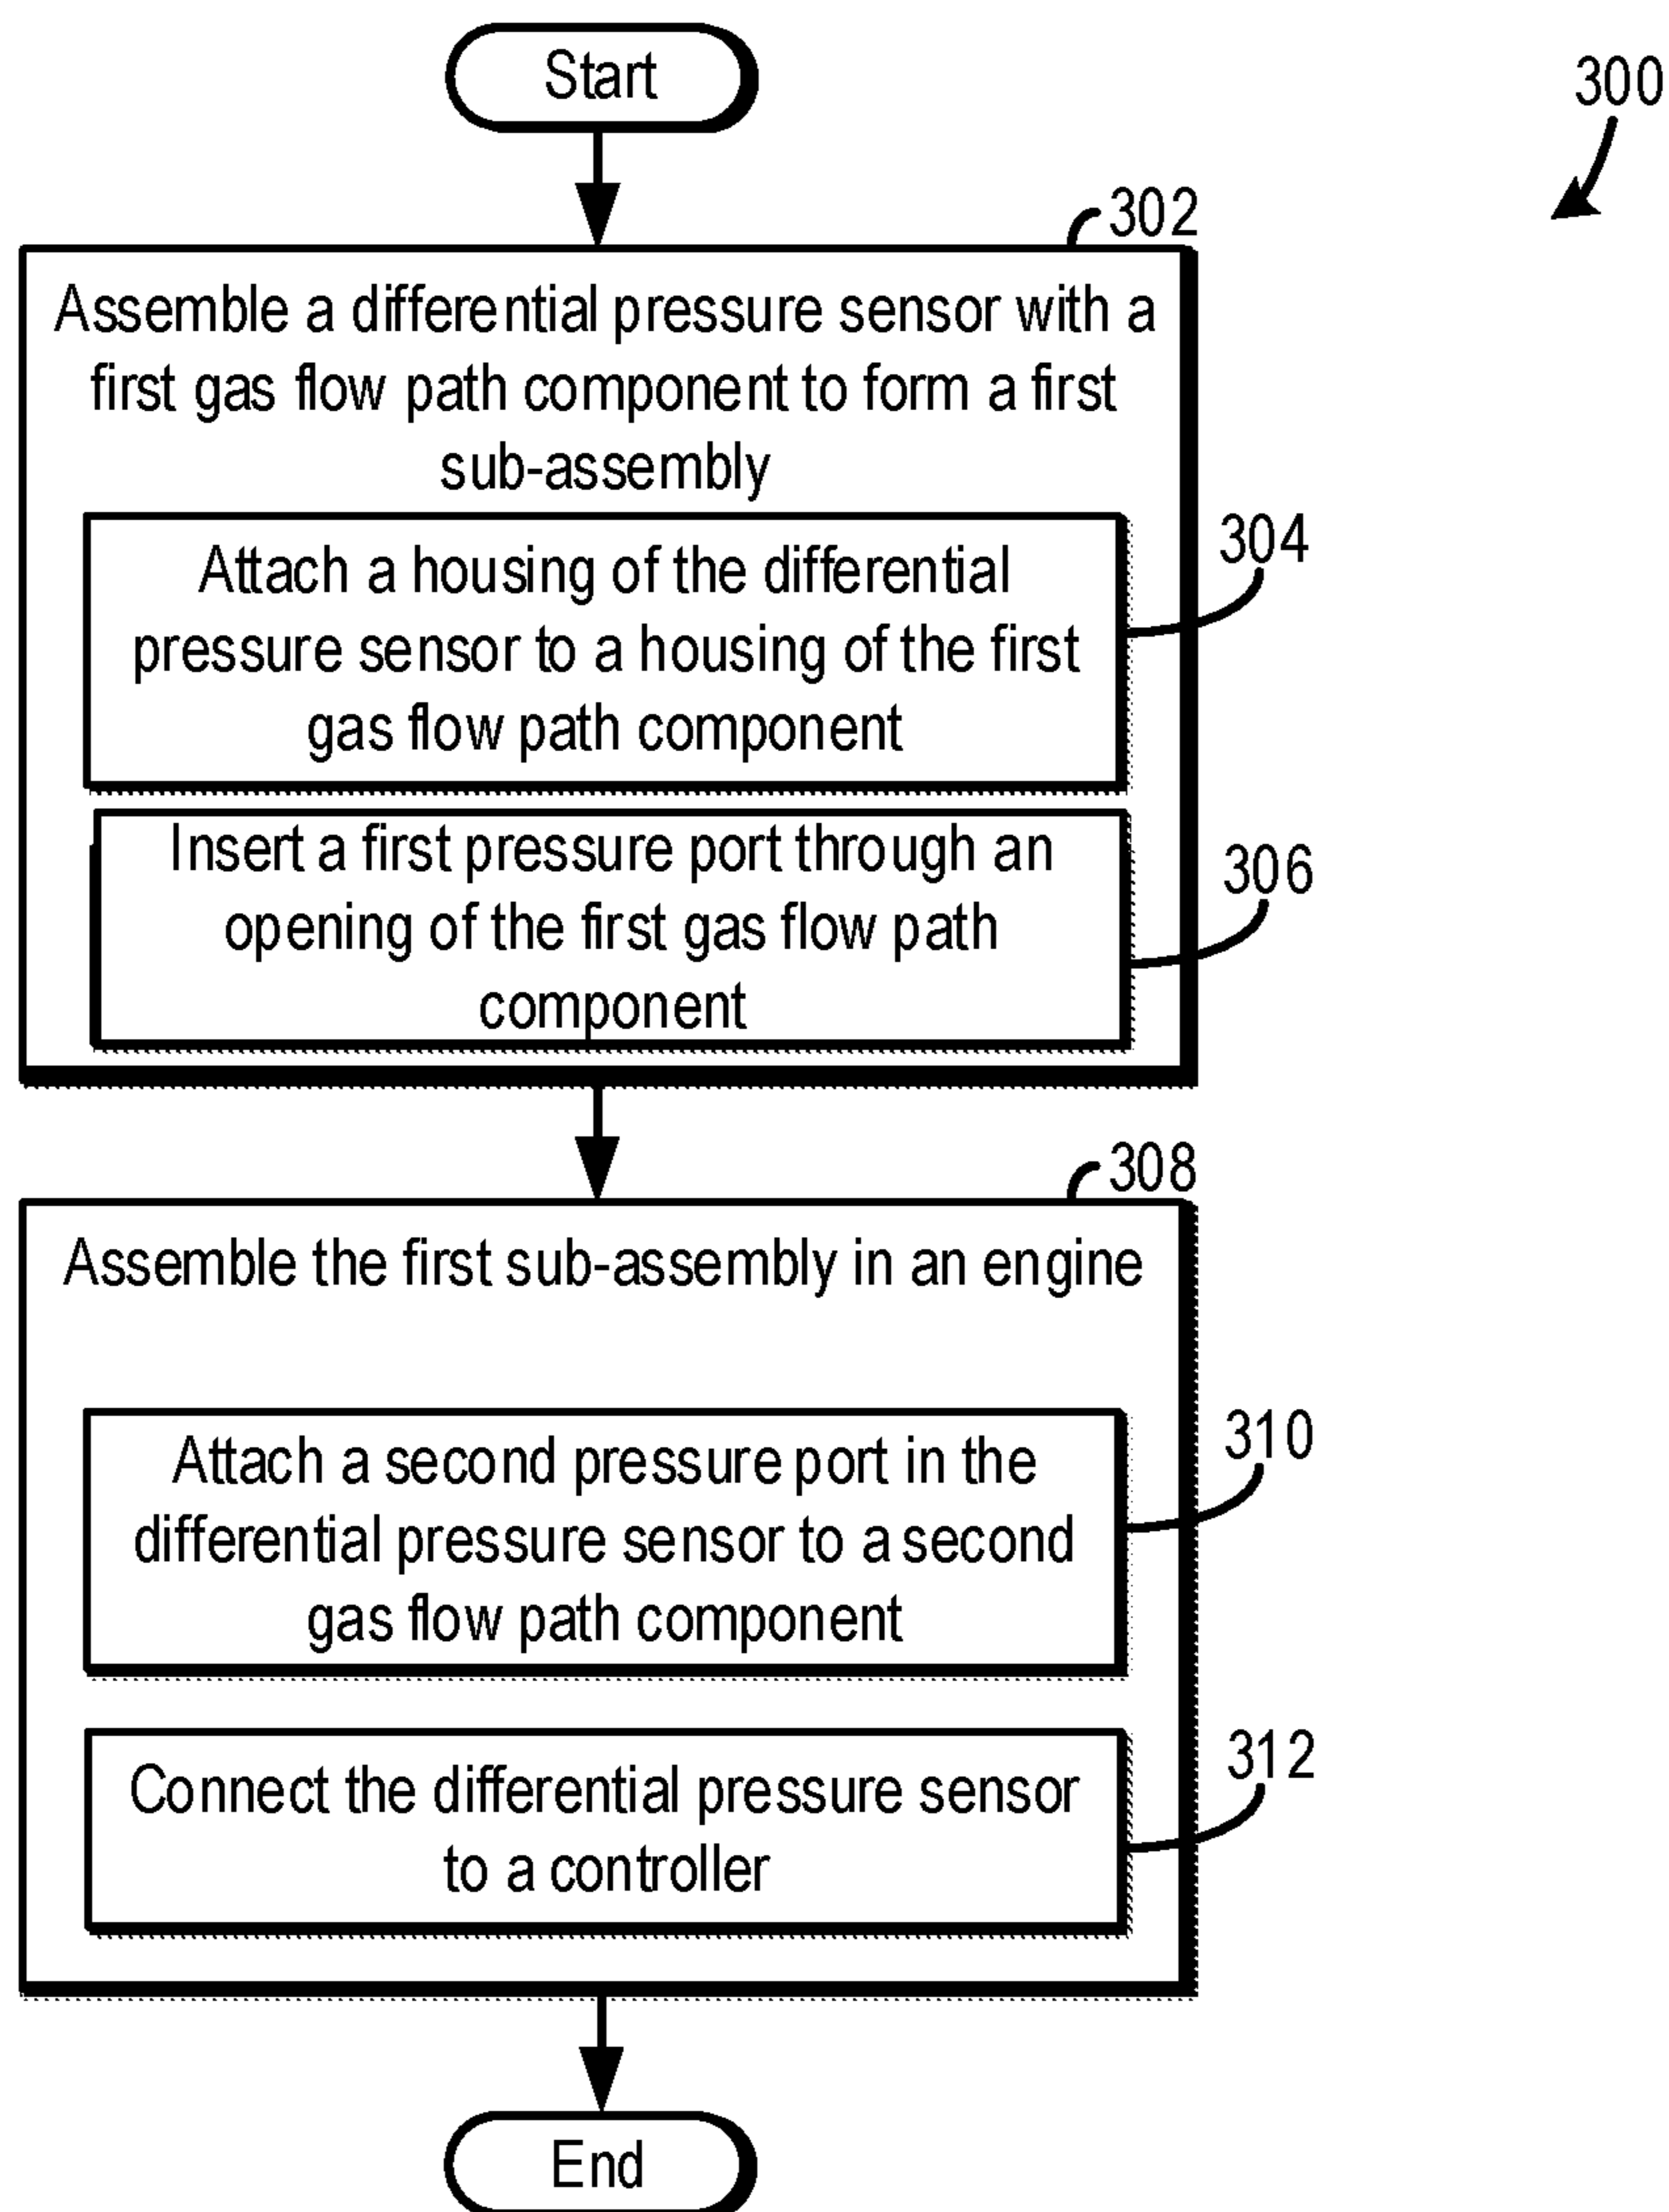 Start
300
302
Assemble a differential pressure sensor with a
first gas flow path component to form a first
sub-assembly
304
Attach a housing of the differential
pressure sensor to a housing of the first
gas flow path component
306
Insert a first pressure port through an
opening of the first gas flow path
component
308
Assemble the first sub-assembly in an engine
310
Attach a second pressure port in the
differential pressure sensor to a second
gas flow path component
312
Connect the differential pressure sensor
to a controller
End